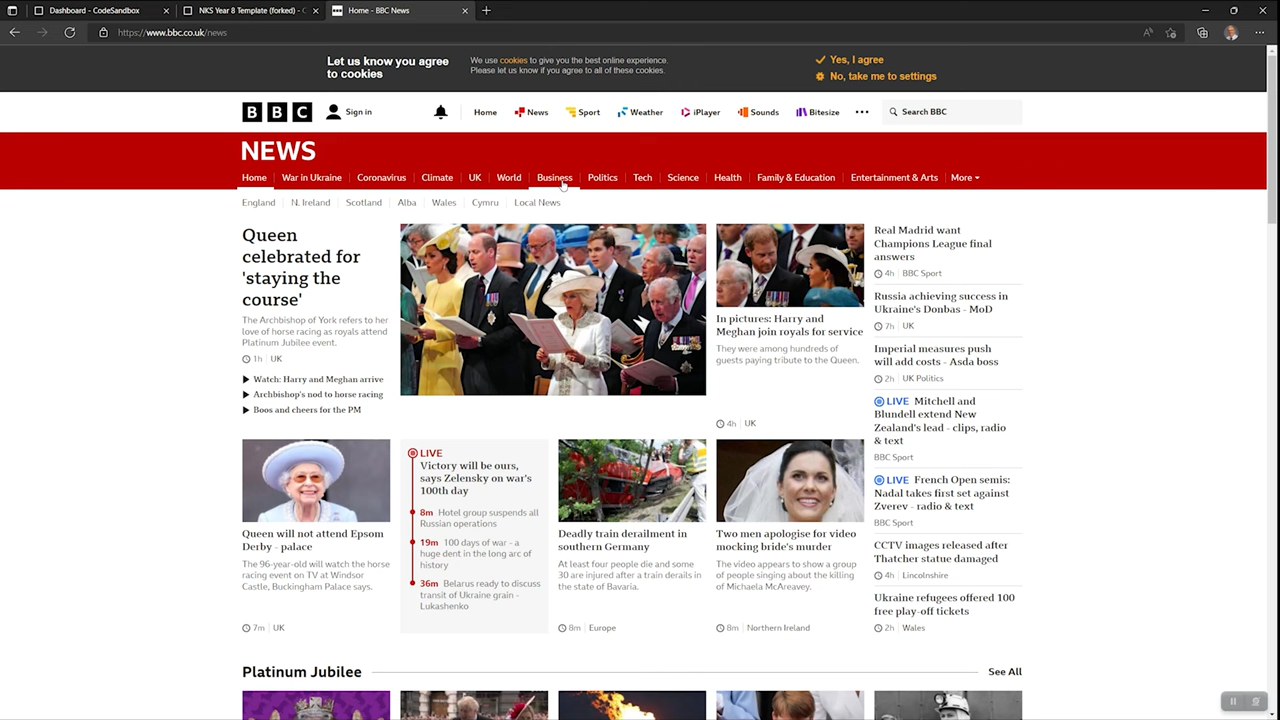 Dashboard - CodeSandbox
NKS Year 8 Template (forked) - C
Home - BBC News
https://www.bbc.co.uk/news
Let us know you agree
to cookies
We use cookies to give you the best online experience.
Please let us know if you agree to all of these cookies.
Yes, I agree
No, take me to settings
BBC
Sign in
Home
News
Sport
Weather
iPlayer
Sounds
Bitesize
Search BBC
NEWS
Home
War in Ukraine
Coronavirus
Climate
UK
World
Business
Politics
Tech
Science
Health
Family & Education
Entertainment & Arts
More
England
N. Ireland
Scotland
Alba
Wales
Cymru
Local News
Queen
celebrated for
'staying the
course'
The Archbishop of York refers to her
love of horse racing as royals attend
Platinum Jubilee event.
1h | UK
Watch: Harry and Meghan arrive
Archbishop's nod to horse racing
Boos and cheers for the PM
In pictures: Harry and
Meghan join royals for service
They were among hundreds of
guests paying tribute to the Queen.
4h | UK
Real Madrid want
Champions League final
answers
4h | BBC Sport
Russia achieving success in
Ukraine's Donbas - MoD
7h | UK
Imperial measures push
will add costs - Asda boss
2h | UK Politics
LIVE Mitchell and
Blundell extend New
Zealand's lead - clips, radio
& text
BBC Sport
LIVE French Open semis:
Nadal takes first set against
Zverev - radio & text
BBC Sport
CCTV images released after
Thatcher statue damaged
4h | Lincolnshire
Ukraine refugees offered 100
free play-off tickets
2h | Wales
Queen will not attend Epsom
Derby - palace
The 96-year-old will watch the horse
racing event on TV at Windsor
Castle, Buckingham Palace says.
7m | UK
LIVE
Victory will be ours,
says Zelensky on war's
100th day
8m Hotel group suspends all
Russian operations
19m 100 days of war - a
huge dent in the long arc of
history
36m Belarus ready to discuss
transit of Ukraine grain -
Lukashenko
Deadly train derailment in
southern Germany
At least four people die and some
30 are injured after a train derails in
the state of Bavaria.
8m | Europe
Two men apologise for video
mocking bride's murder
The video appears to show a group
of people singing about the killing
of Michaela McAreavey.
8m | Northern Ireland
Platinum Jubilee
See All